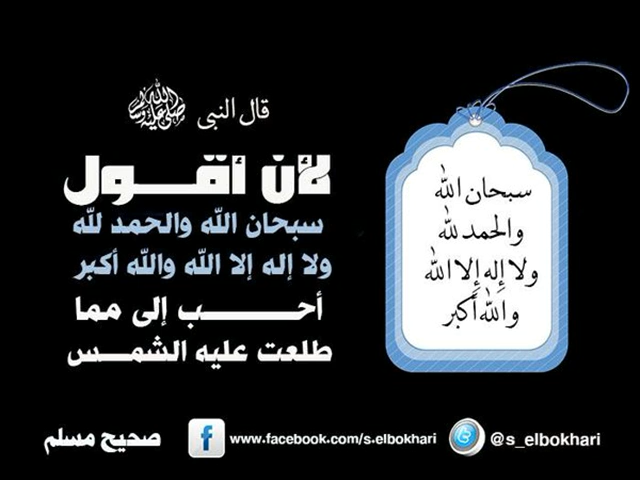 قال النبي ﷺ
لأن أقول
سبحان الله والحمد لله
ولا إله إلا الله والله أكبر
أحب إلى مما
طلعت عليه الشمس
سبحان الله
والحمد لله
ولا إله إلا الله
والله أكبر
صحيح مسلم
www.facebook.com/s.elbokhari
@s_elbokhari